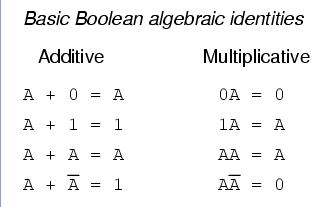 Basic Boolean algebraic identities
Additive Multiplicative
A + 0 = A 0A = 0
A + 1 = 1 1A = A
A + A = A AA = A
A + A̅ = 1 AA̅ = 0